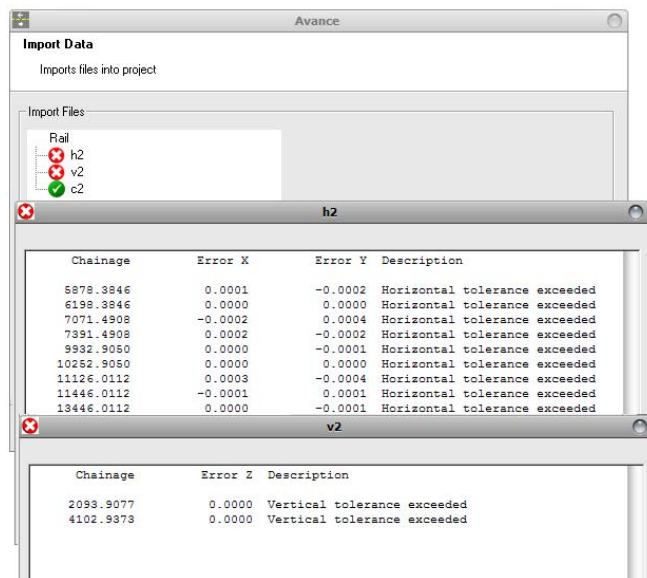 Avance
Import Data
Imports files into project
Import Files
Rail
h2
v2
c2
h2
Chainage Error X Error Y Description
5878.3846 0.0001 -0.0002 Horizontal tolerance exceeded
6198.3846 0.0000 0.0000 Horizontal tolerance exceeded
7071.4908 -0.0002 0.0004 Horizontal tolerance exceeded
7391.4908 0.0002 -0.0002 Horizontal tolerance exceeded
9932.9050 0.0000 -0.0001 Horizontal tolerance exceeded
10252.9050 0.0000 0.0000 Horizontal tolerance exceeded
11126.0112 0.0003 -0.0004 Horizontal tolerance exceeded
11446.0112 -0.0001 0.0001 Horizontal tolerance exceeded
13446.0112 0.0000 -0.0001 Horizontal tolerance exceeded
v2
Chainage Error Z Description
2093.9077 0.0000 Vertical tolerance exceeded
4102.9373 0.0000 Vertical tolerance exceeded